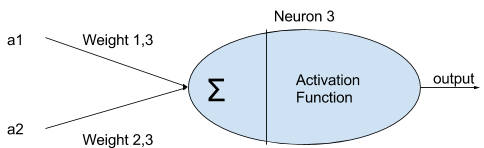 Neuron 3
a1
Weight 1,3
Σ
Activation
Function
output
a2
Weight 2,3